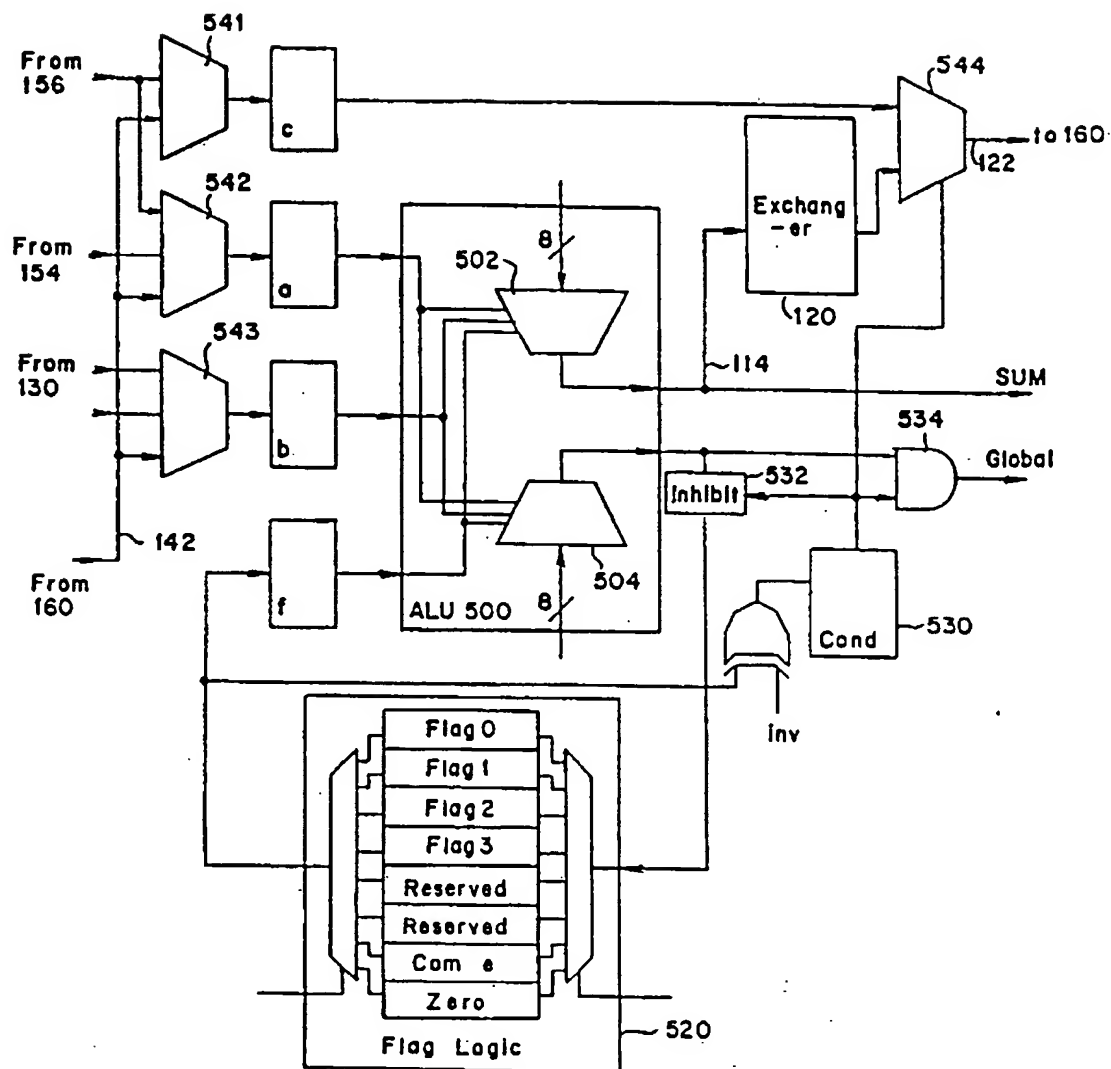 541
From
156
c
544
to 160
122
542
Exchang
-er
8
502
From
154
a
120
543
114
From
130
SUM
534
b
Global
532
Inhibit
142
From
160
f
504
8
ALU 500
Cond
530
Inv
Flag 0
Flag 1
Flag 2
Flag 3
Reserved
Reserved
Com e
Zero
520
Flag Logic